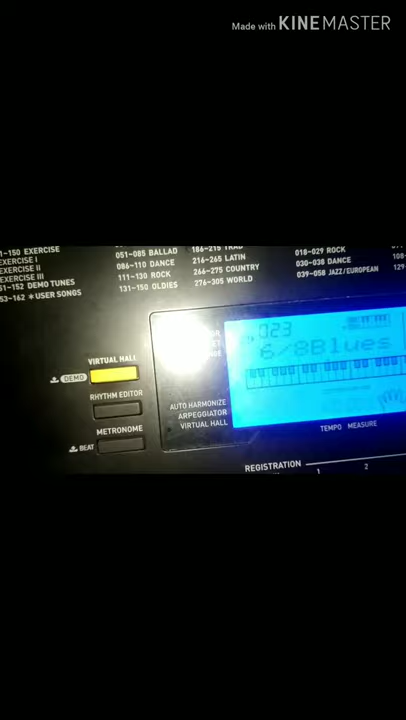 Made with KINEMASTER
1-150 EXERCISE
EXERCISE I
EXERCISE II
EXERCISE III
51-152 DEMO TUNES
53-162 ✱USER SONGS
051-085 BALLAD
086-110 DANCE
111-130 ROCK
131-150 OLDIES
186-215 TRAD
216-265 LATIN
266-275 COUNTRY
276-305 WORLD
018-029 ROCK
030-038 DANCE
039-058 JAZZ/EUROPEAN
108-
129-
VIRTUAL HALL
DEMO
RHYTHM EDITOR
METRONOME
BEAT
023
6/8Blues
AUTO HARMONIZE
ARPEGGIATOR
VIRTUAL HALL
TEMPO MEASURE
REGISTRATION
1 2